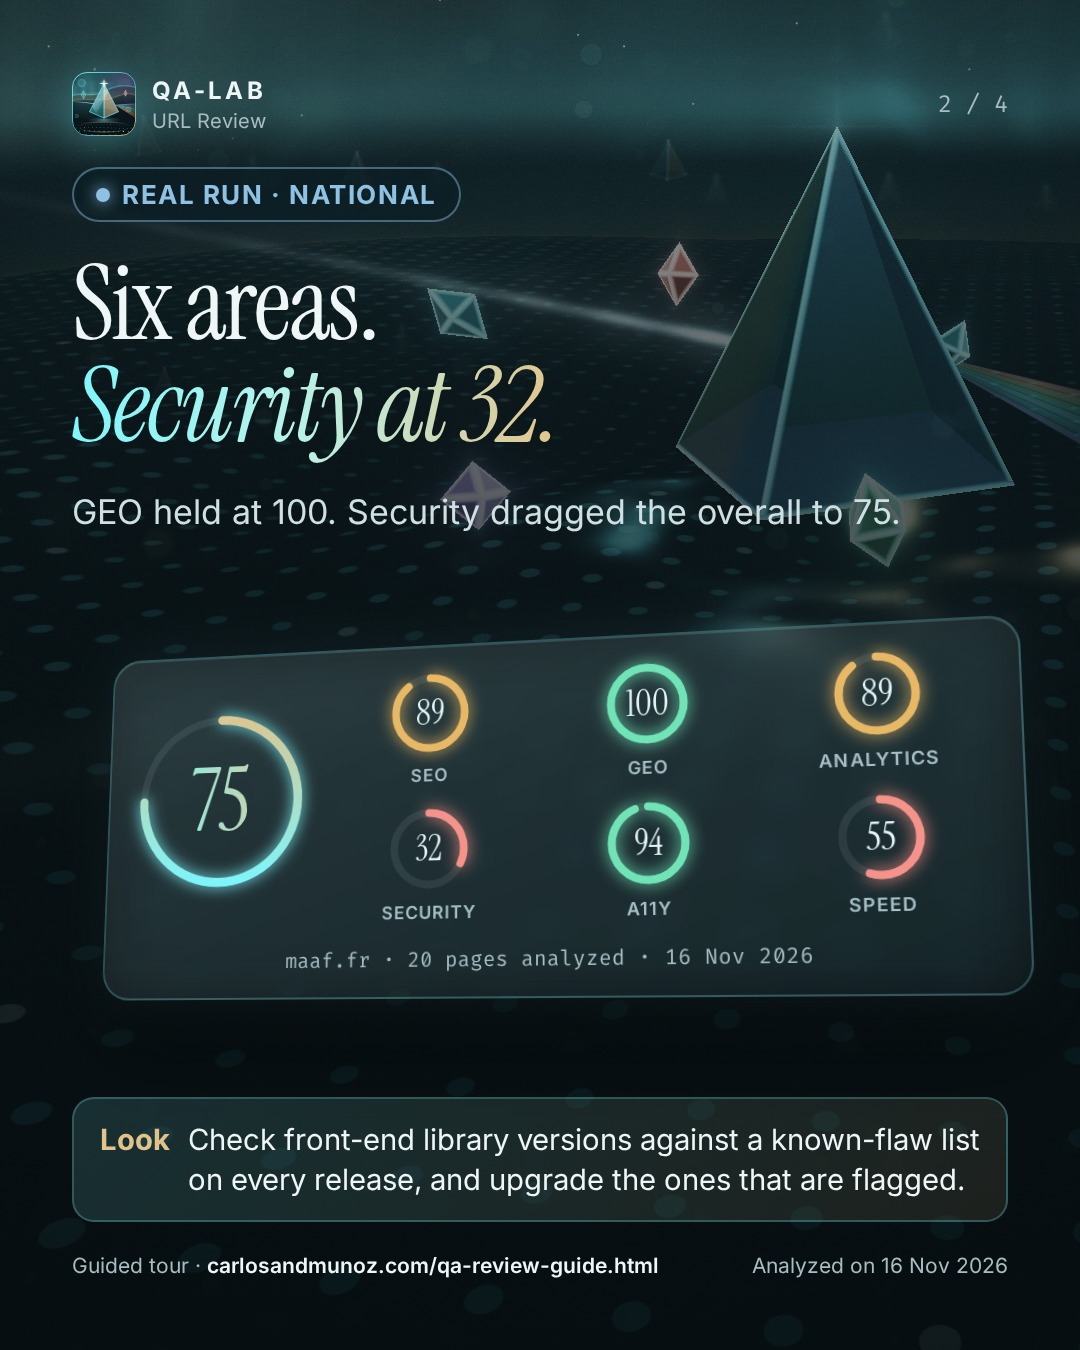 QA-LAB
URL Review
2 / 4
REAL RUN · NATIONAL
Six areas.
Security at 32.
GEO held at 100. Security dragged the overall to 75.
75
89
SEO
100
GEO
89
ANALYTICS
32
SECURITY
94
A11Y
55
SPEED
maaf.fr · 20 pages analyzed · 16 Nov 2026
Look Check front-end library versions against a known-flaw list
on every release, and upgrade the ones that are flagged.
Guided tour · carlosandmunoz.com/qa-review-guide.html
Analyzed on 16 Nov 2026